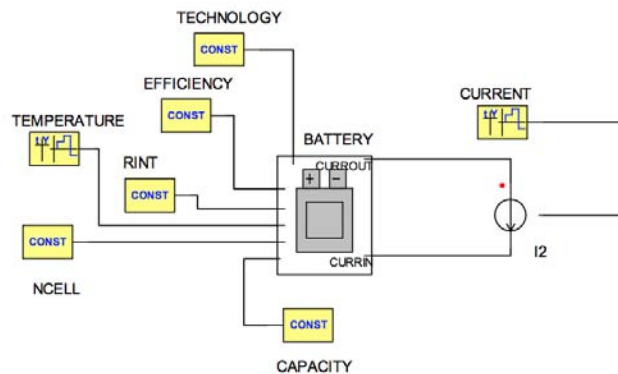 TECHNOLOGY
CONST
EFFICIENCY
CONST
CURRENT
TEMPERATURE
BATTERY
RINT
CURROUT
CONST
+ −
CONST
CURRIN
I2
NCELL
CONST
CAPACITY